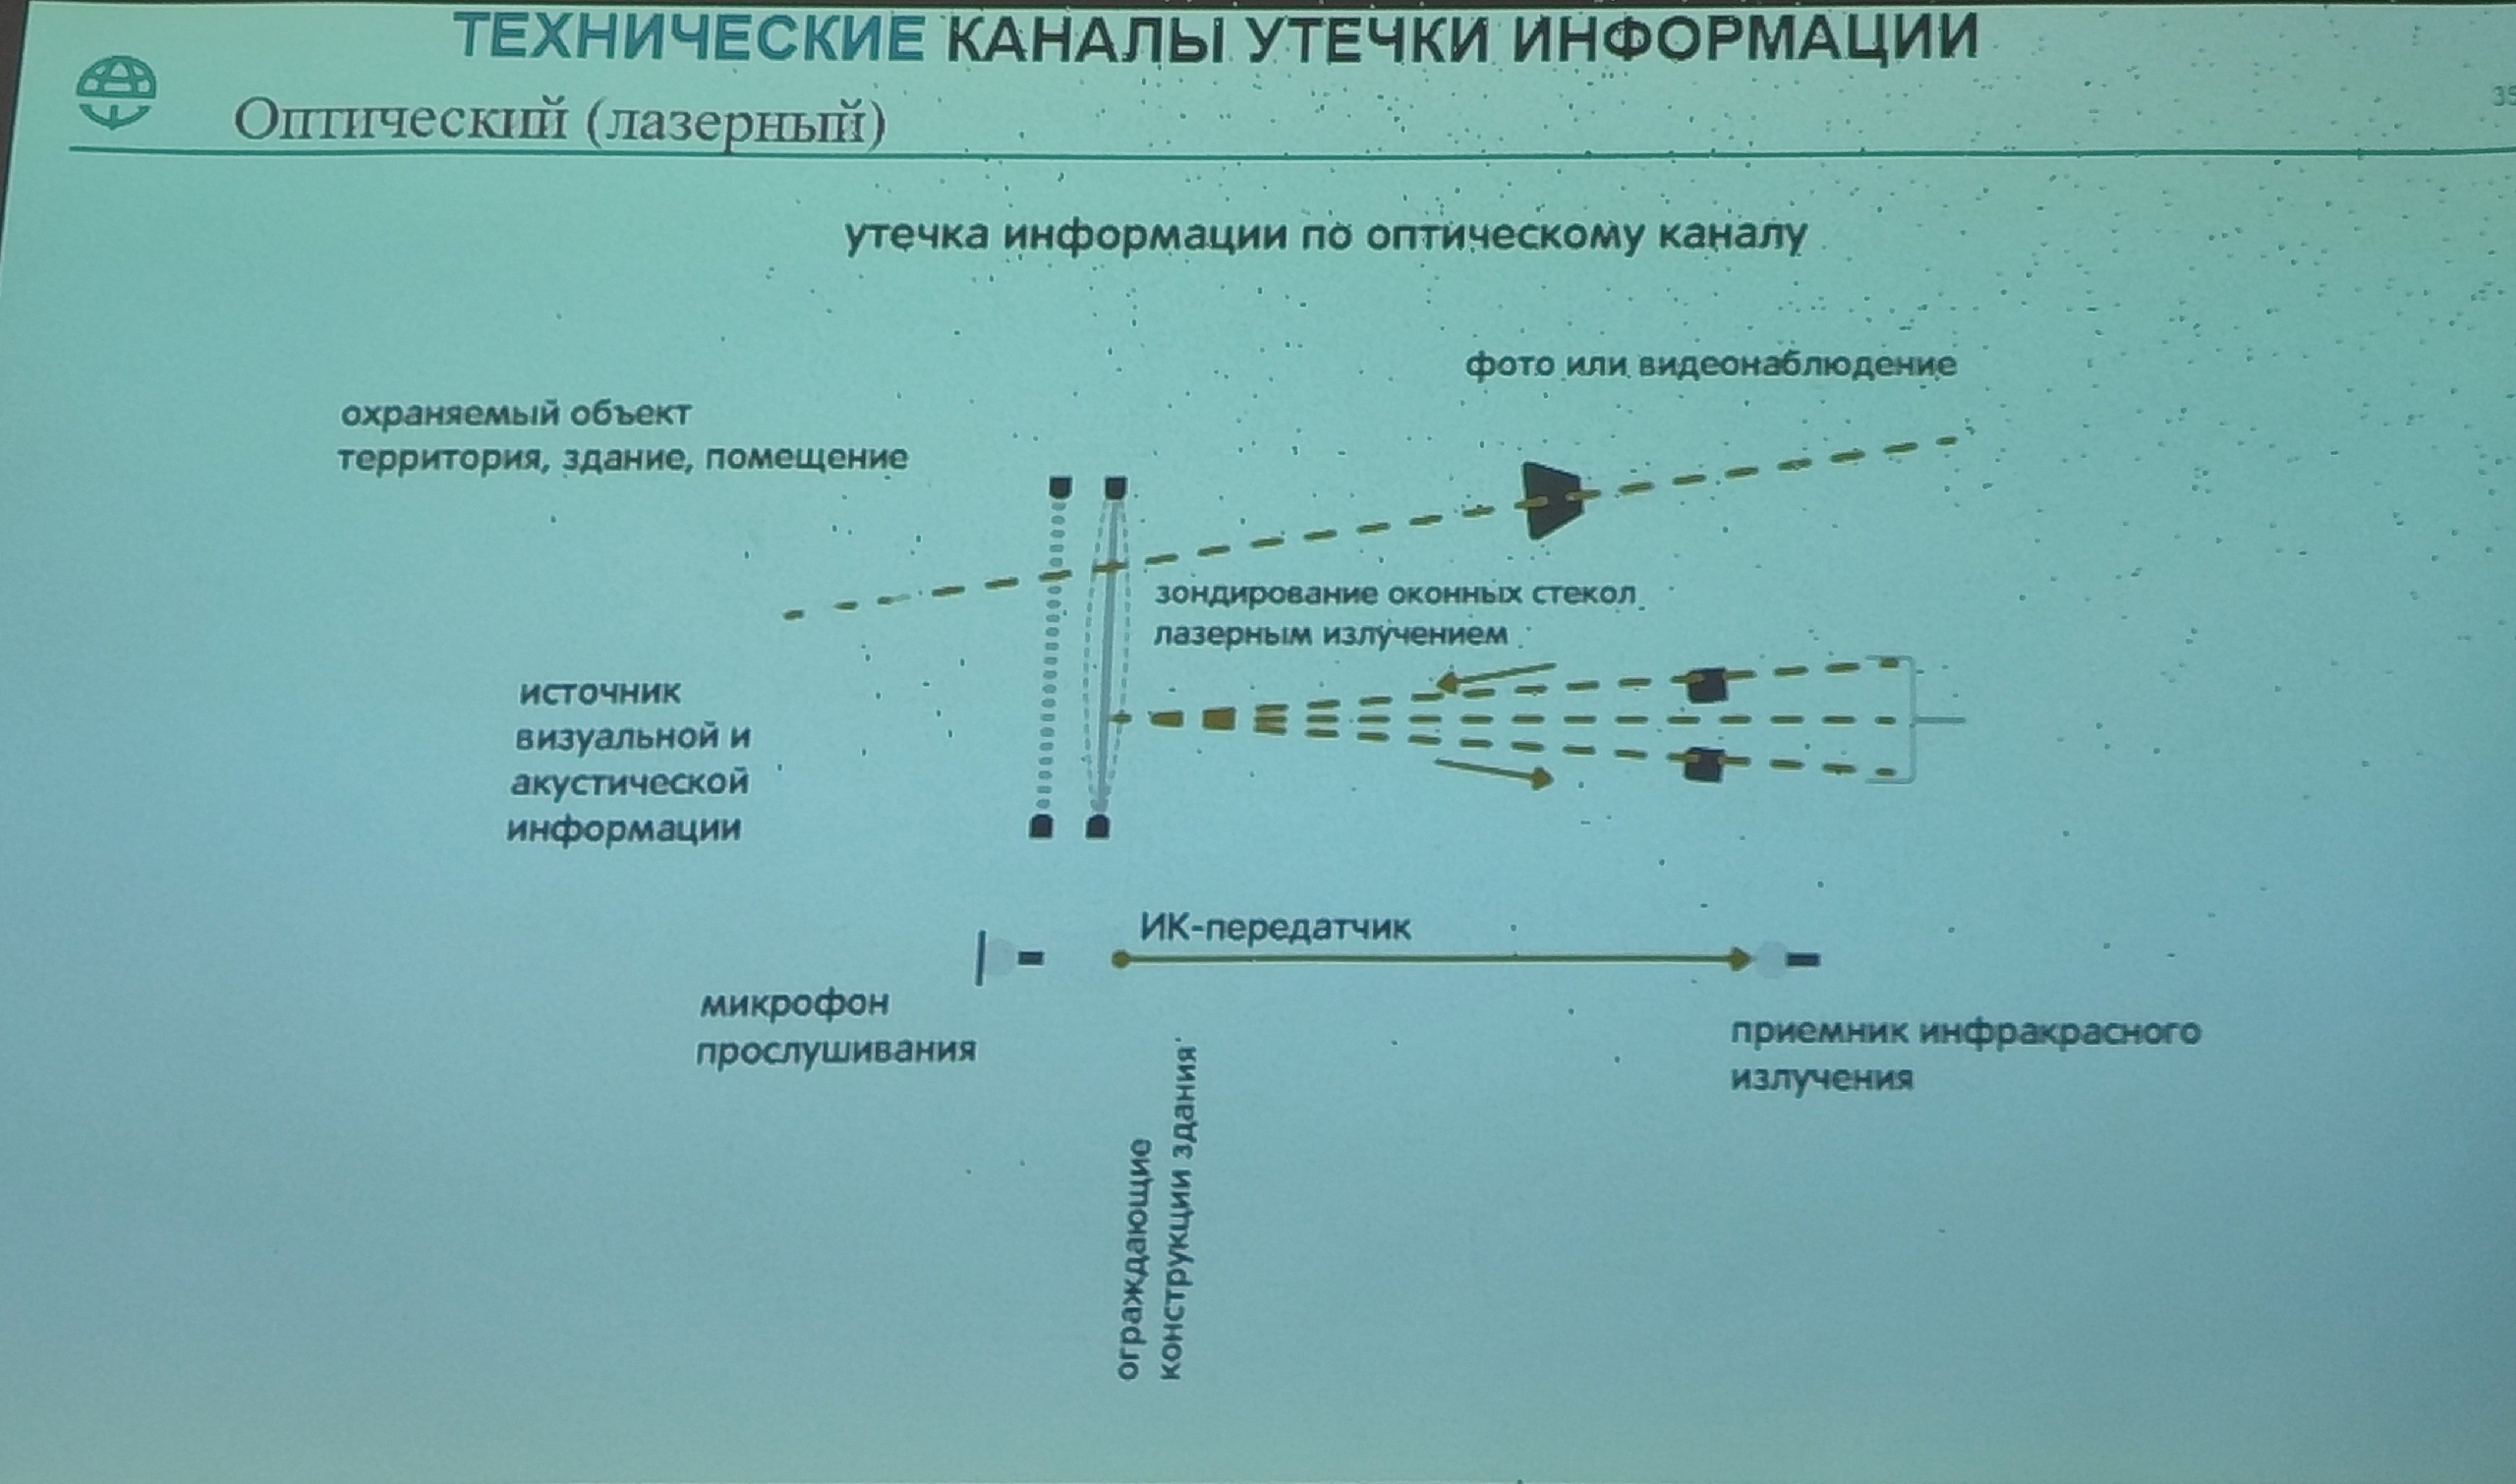 ТЕХНИЧЕСКИЕ КАНАЛЫ УТЕЧКИ ИНФОРМАЦИИ
Оптический (лазерный)
утечка информации по оптическому каналу
фото или видеонаблюдение
охраняемый объект
территория, здание, помещение
зондирование оконных стекол
лазерным излучением
источник
визуальной и
акустической
информации
ИК-передатчик
микрофон
прослушивания
приемник инфракрасного
излучения
ограждающие
конструкции здания